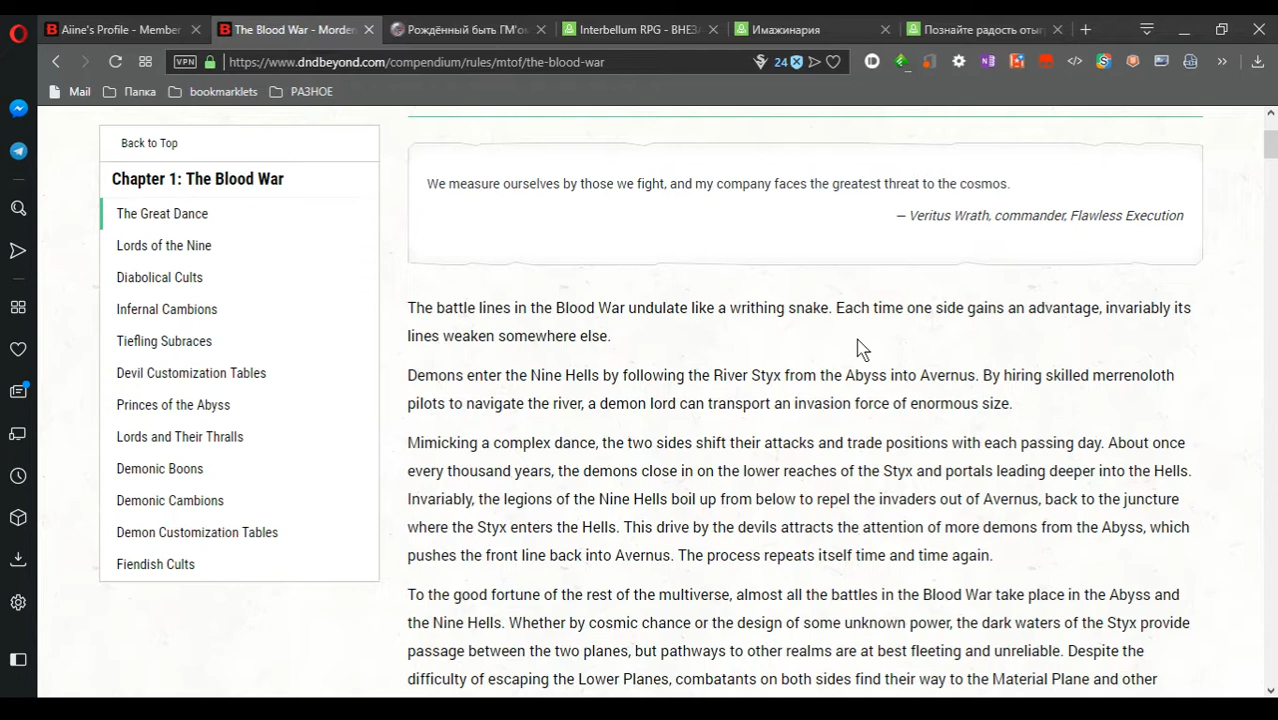 Aiine's Profile - Member
The Blood War - Morden
Рождённый быть ГМ'о
Interbellum RPG - ВНЕЗ
Имажинария
Познайте радость отыг
VPN
https://www.dndbeyond.com/compendium/rules/mtof/the-blood-war
24
Mail
Папка
bookmarklets
РАЗНОЕ
Back to Top
Chapter 1: The Blood War
The Great Dance
Lords of the Nine
Diabolical Cults
Infernal Cambions
Tiefling Subraces
Devil Customization Tables
Princes of the Abyss
Lords and Their Thralls
Demonic Boons
Demonic Cambions
Demon Customization Tables
Fiendish Cults
We measure ourselves by those we fight, and my company faces the greatest threat to the cosmos.
– Veritus Wrath, commander, Flawless Execution
The battle lines in the Blood War undulate like a writhing snake. Each time one side gains an advantage, invariably its
lines weaken somewhere else.
Demons enter the Nine Hells by following the River Styx from the Abyss into Avernus. By hiring skilled merrenoloth
pilots to navigate the river, a demon lord can transport an invasion force of enormous size.
Mimicking a complex dance, the two sides shift their attacks and trade positions with each passing day. About once
every thousand years, the demons close in on the lower reaches of the Styx and portals leading deeper into the Hells.
Invariably, the legions of the Nine Hells boil up from below to repel the invaders out of Avernus, back to the juncture
where the Styx enters the Hells. This drive by the devils attracts the attention of more demons from the Abyss, which
pushes the front line back into Avernus. The process repeats itself time and time again.
To the good fortune of the rest of the multiverse, almost all the battles in the Blood War take place in the Abyss and
the Nine Hells. Whether by cosmic chance or the design of some unknown power, the dark waters of the Styx provide
passage between the two planes, but pathways to other realms are at best fleeting and unreliable. Despite the
difficulty of escaping the Lower Planes, combatants on both sides find their way to the Material Plane and other